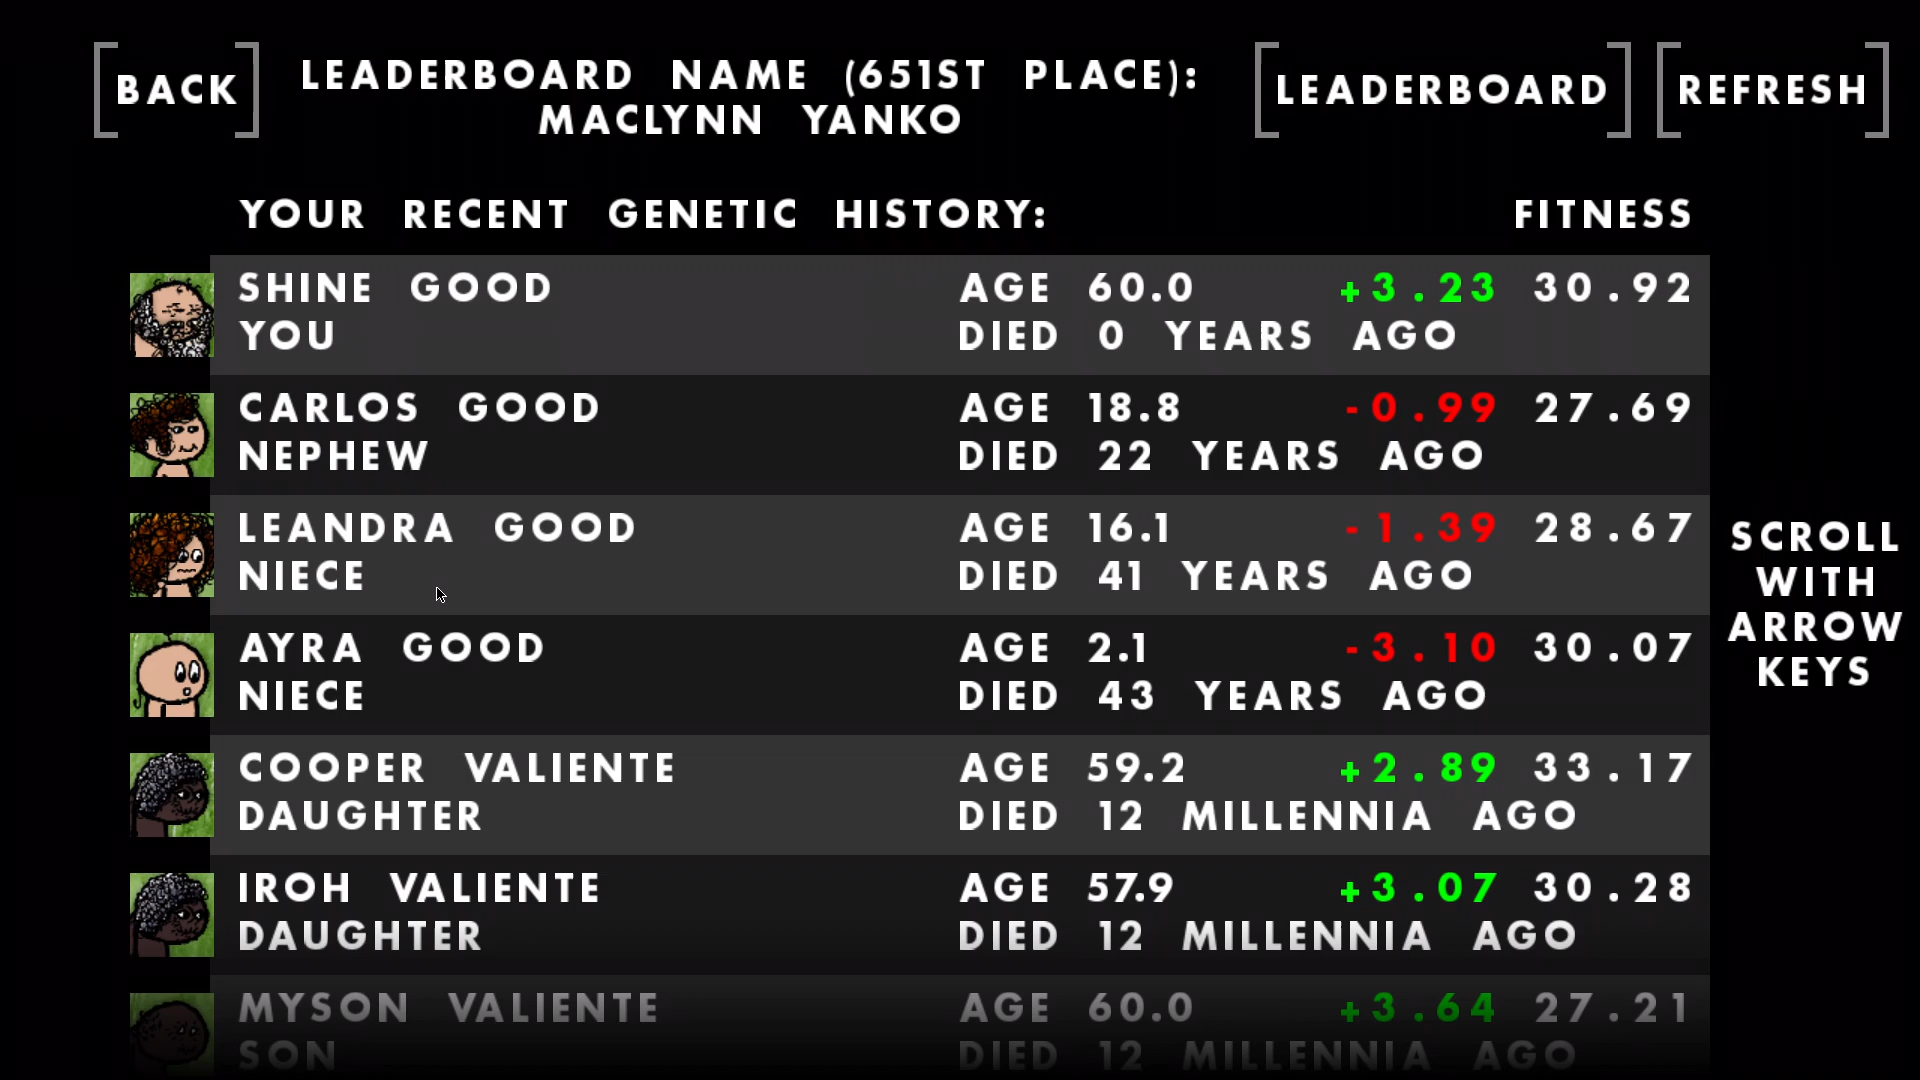 BACK
LEADERBOARD NAME (651ST PLACE):
MACLYNN YANKO
LEADERBOARD
REFRESH
YOUR RECENT GENETIC HISTORY:
FITNESS
SHINE GOOD AGE 60.0 +3.23 30.92
YOU DIED 0 YEARS AGO
CARLOS GOOD AGE 18.8 -0.99 27.69
NEPHEW DIED 22 YEARS AGO
LEANDRA GOOD AGE 16.1 -1.39 28.67
NIECE DIED 41 YEARS AGO
AYRA GOOD AGE 2.1 -3.10 30.07
NIECE DIED 43 YEARS AGO
COOPER VALIENTE AGE 59.2 +2.89 33.17
DAUGHTER DIED 12 MILLENNIA AGO
IROH VALIENTE AGE 57.9 +3.07 30.28
DAUGHTER DIED 12 MILLENNIA AGO
MYSON VALIENTE AGE 60.0 +3.64 27.21
SON DIED 12 MILLENNIA AGO
SCROLL
WITH
ARROW
KEYS